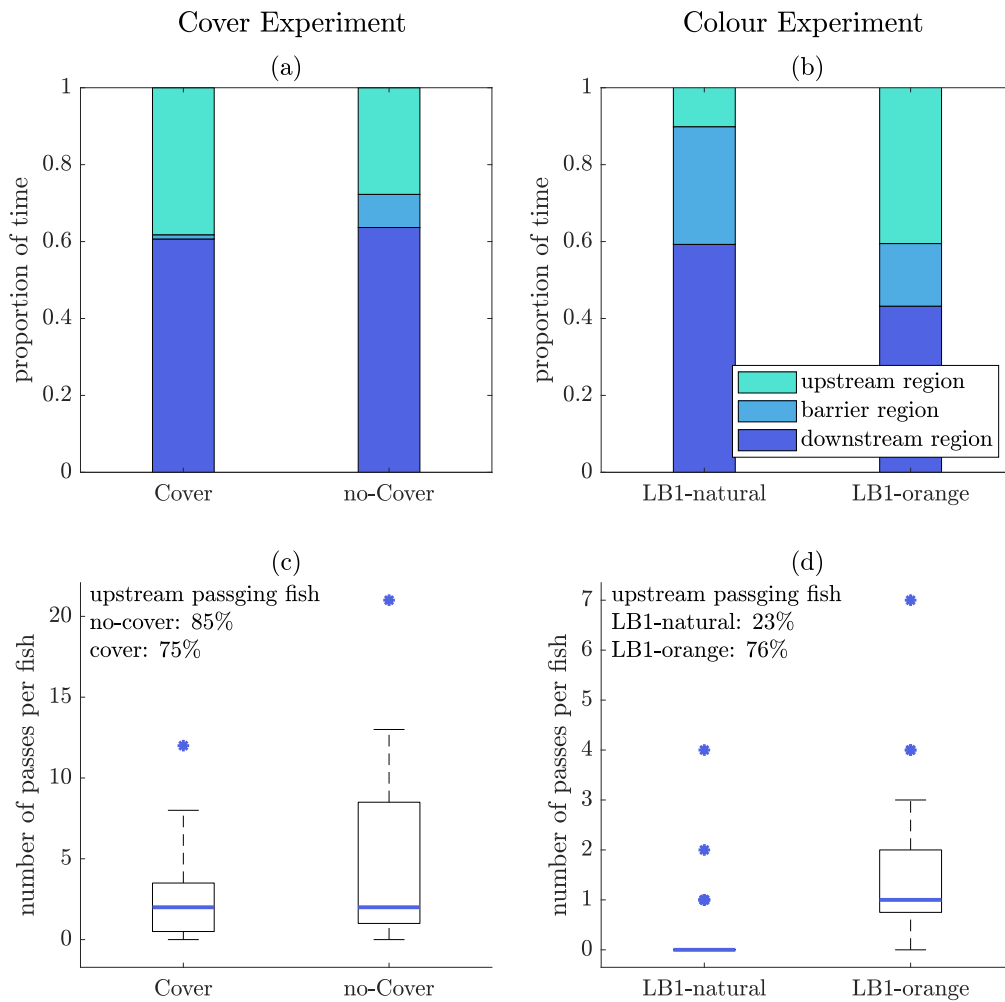 Cover Experiment
Colour Experiment
(a)
(b)
1
0.8
0.6
0.4
0.2
0
proportion of time
Cover
no-Cover
1
0.8
0.6
0.4
0.2
0
proportion of time
upstream region
barrier region
downstream region
LB1-natural
LB1-orange
(c)
(d)
upstream passging fish
no-cover: 85%
cover: 75%
20
15
10
5
0
number of passes per fish
Cover
no-Cover
upstream passging fish
LB1-natural: 23%
LB1-orange: 76%
7
6
5
4
3
2
1
0
number of passes per fish
LB1-natural
LB1-orange